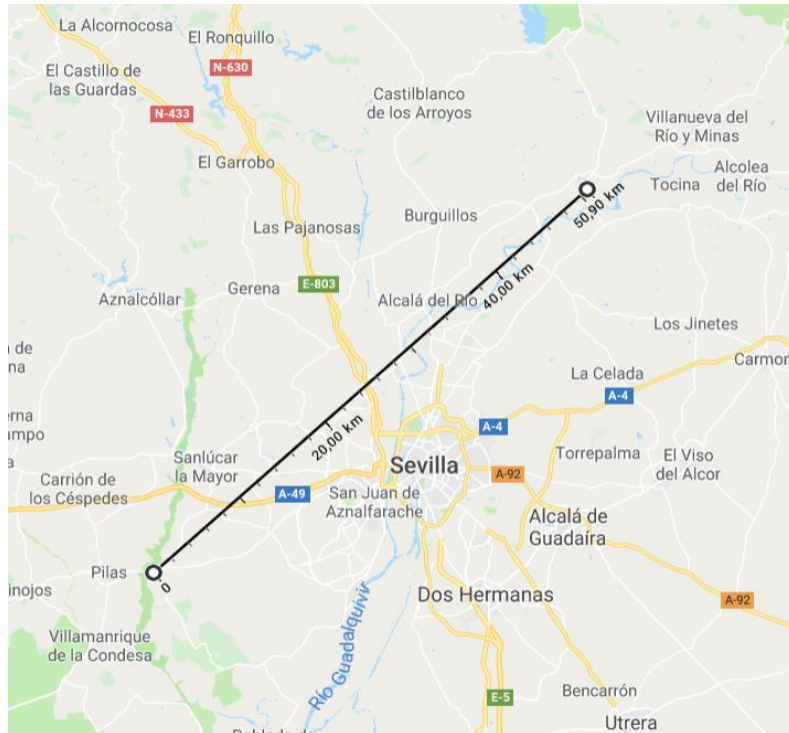 La Alcornocosa
El Ronquillo
El Castillo de
las Guardas
N-630
N-433
Castilblanco
de los Arroyos
Villanueva del
Río y Minas
El Garrobo
Alcolea
del Río
Tocina
50,90 km
Burguillos
Las Pajanosas
E-803
Gerena
Aznalcóllar
Alcalá del Río
40,00 km
Los Jinetes
de
na
Carmon
La Celada
A-4
erna
ampo
20,00 km
A-4
Sevilla
Sanlúcar
la Mayor
Torrepalma
El Viso
del Alcor
a
Carrión de
los Céspedes
A-49
San Juan de
Aznalfarache
A-92
Alcalá de
Guadaíra
Pilas
0
inojos
Dos Hermanas
A-92
Villamanrique
de la Condesa
Río Guadalquivir
E-5
Bencarrón
Utrera